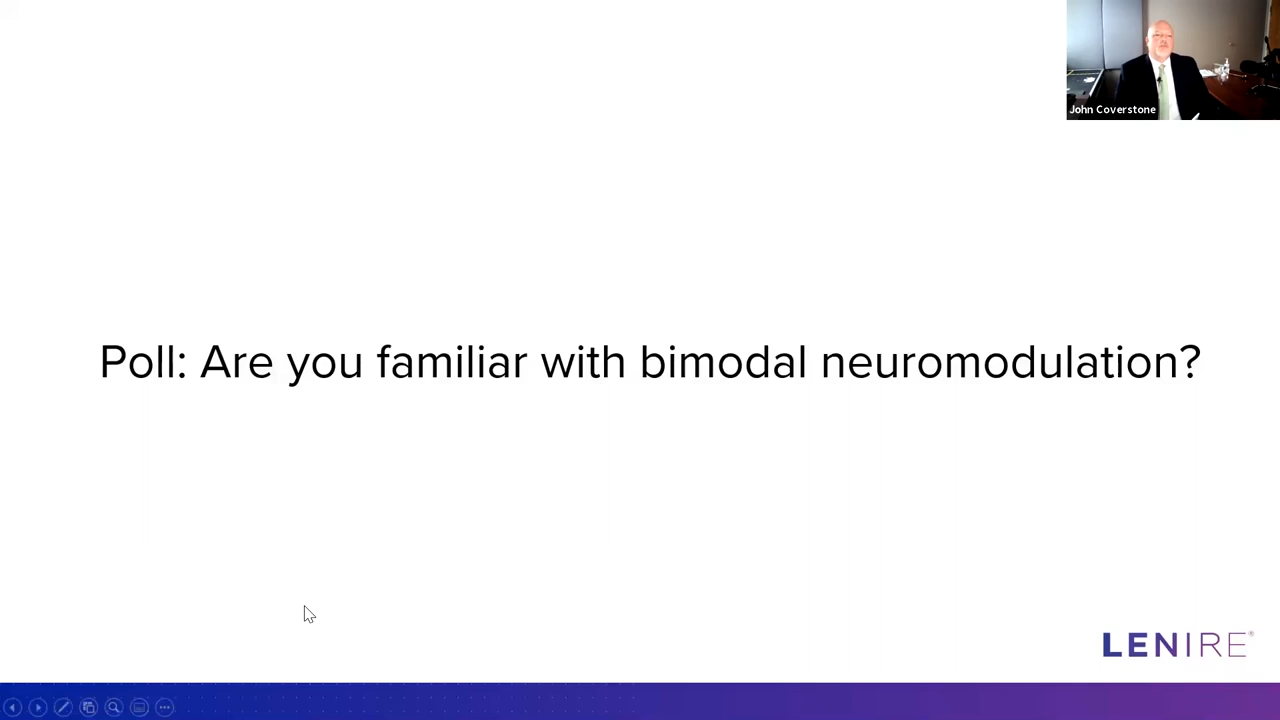 John Coverstone
Poll: Are you familiar with bimodal neuromodulation?
LENIRE®